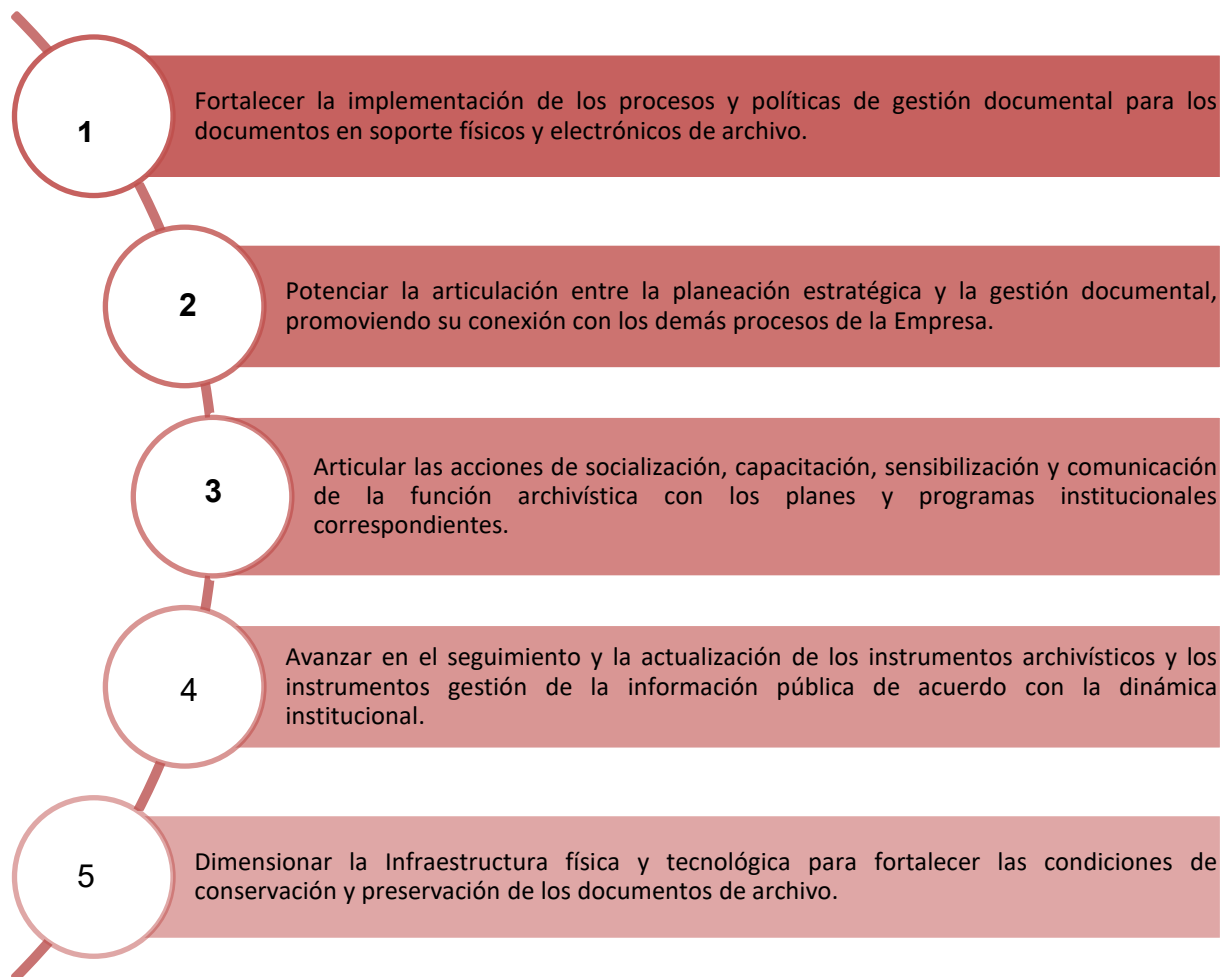 1
Fortalecer la implementación de los procesos y políticas de gestión documental para los
documentos en soporte físicos y electrónicos de archivo.
2
Potenciar la articulación entre la planeación estratégica y la gestión documental,
promoviendo su conexión con los demás procesos de la Empresa.
3
Articular las acciones de socialización, capacitación, sensibilización y comunicación
de la función archivística con los planes y programas institucionales
correspondientes.
4
Avanzar en el seguimiento y la actualización de los instrumentos archivísticos y los
instrumentos gestión de la información pública de acuerdo con la dinámica
institucional.
5
Dimensionar la Infraestructura física y tecnológica para fortalecer las condiciones de
conservación y preservación de los documentos de archivo.